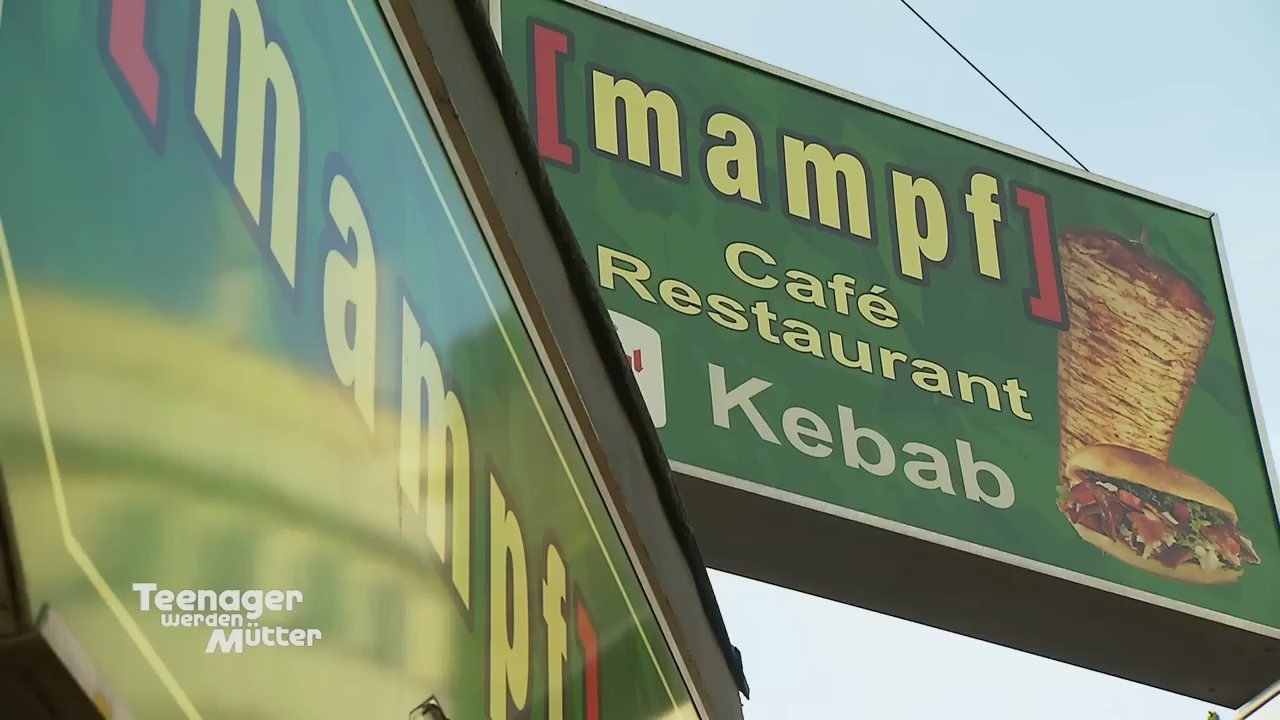 [mampf]
[mampf]
Café
Restaurant
Kebab
Teenager
werden
Mütter